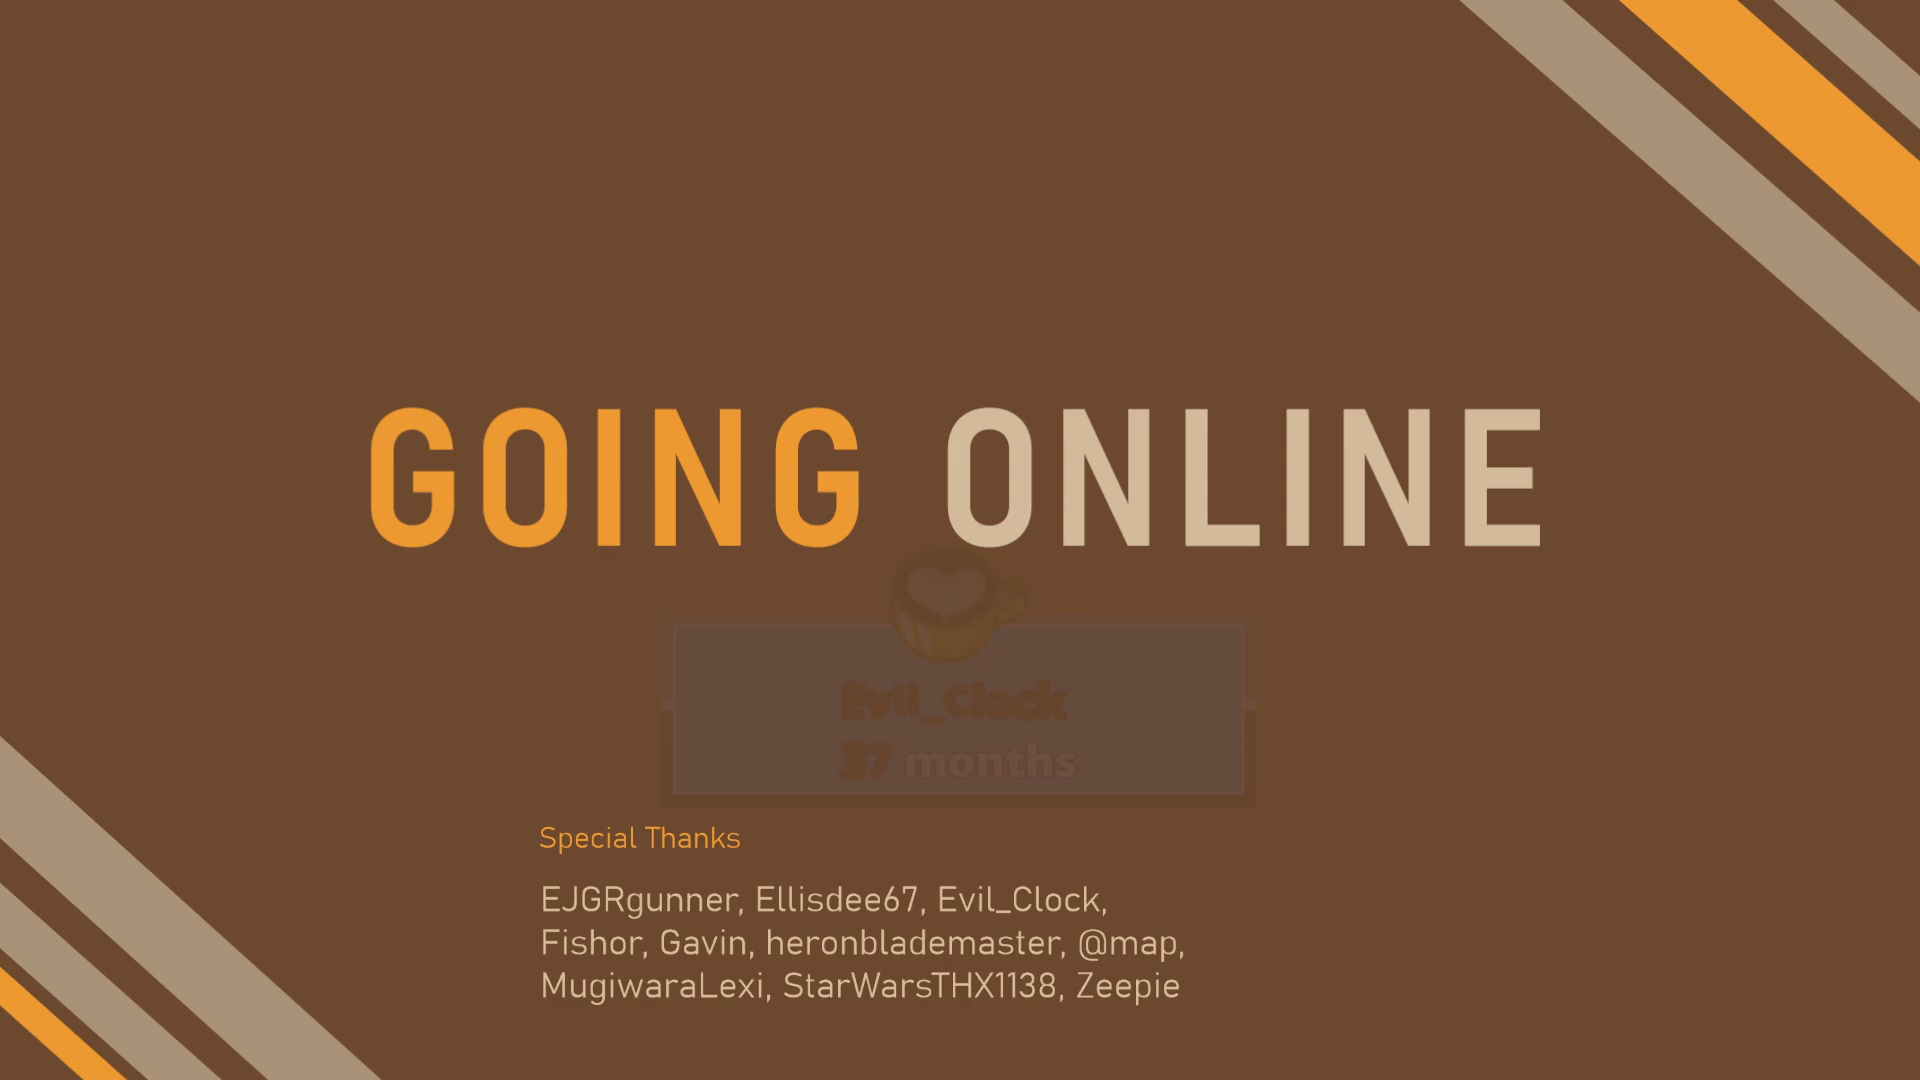 GOING ONLINE
Evil_Clock
37 months
Special Thanks
EJGRgunner, Ellisdee67, Evil_Clock,
Fishor, Gavin, heronblademaster, @map,
MugiwaraLexi, StarWarsTHX1138, Zeepie